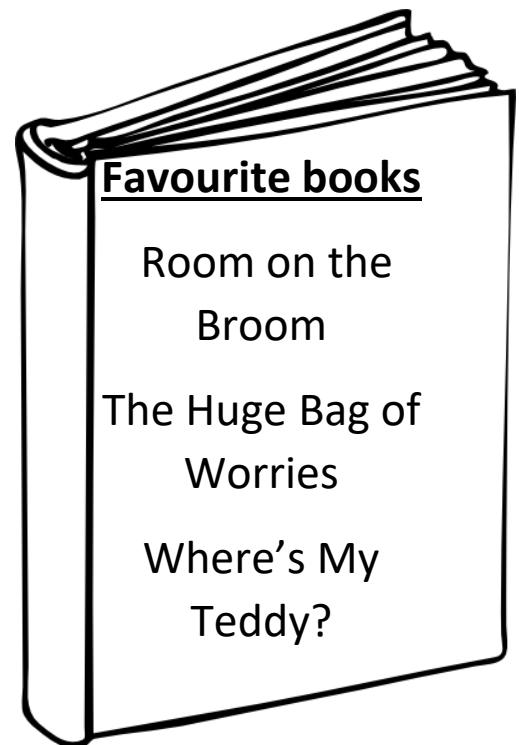 Favourite books
Room on the
Broom
The Huge Bag of
Worries
Where’s My
Teddy?